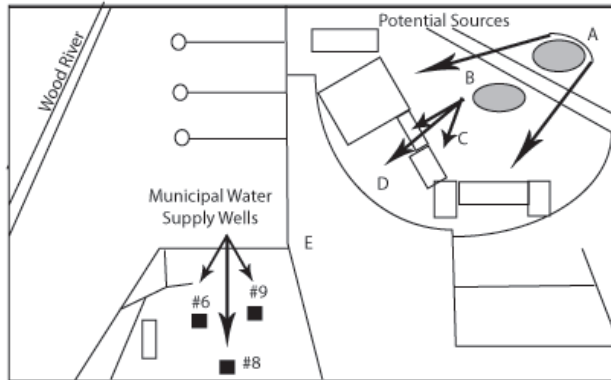 Potential Sources
A
Wood River
B
C
D
Municipal Water
Supply Wells
E
#6
#9
#8